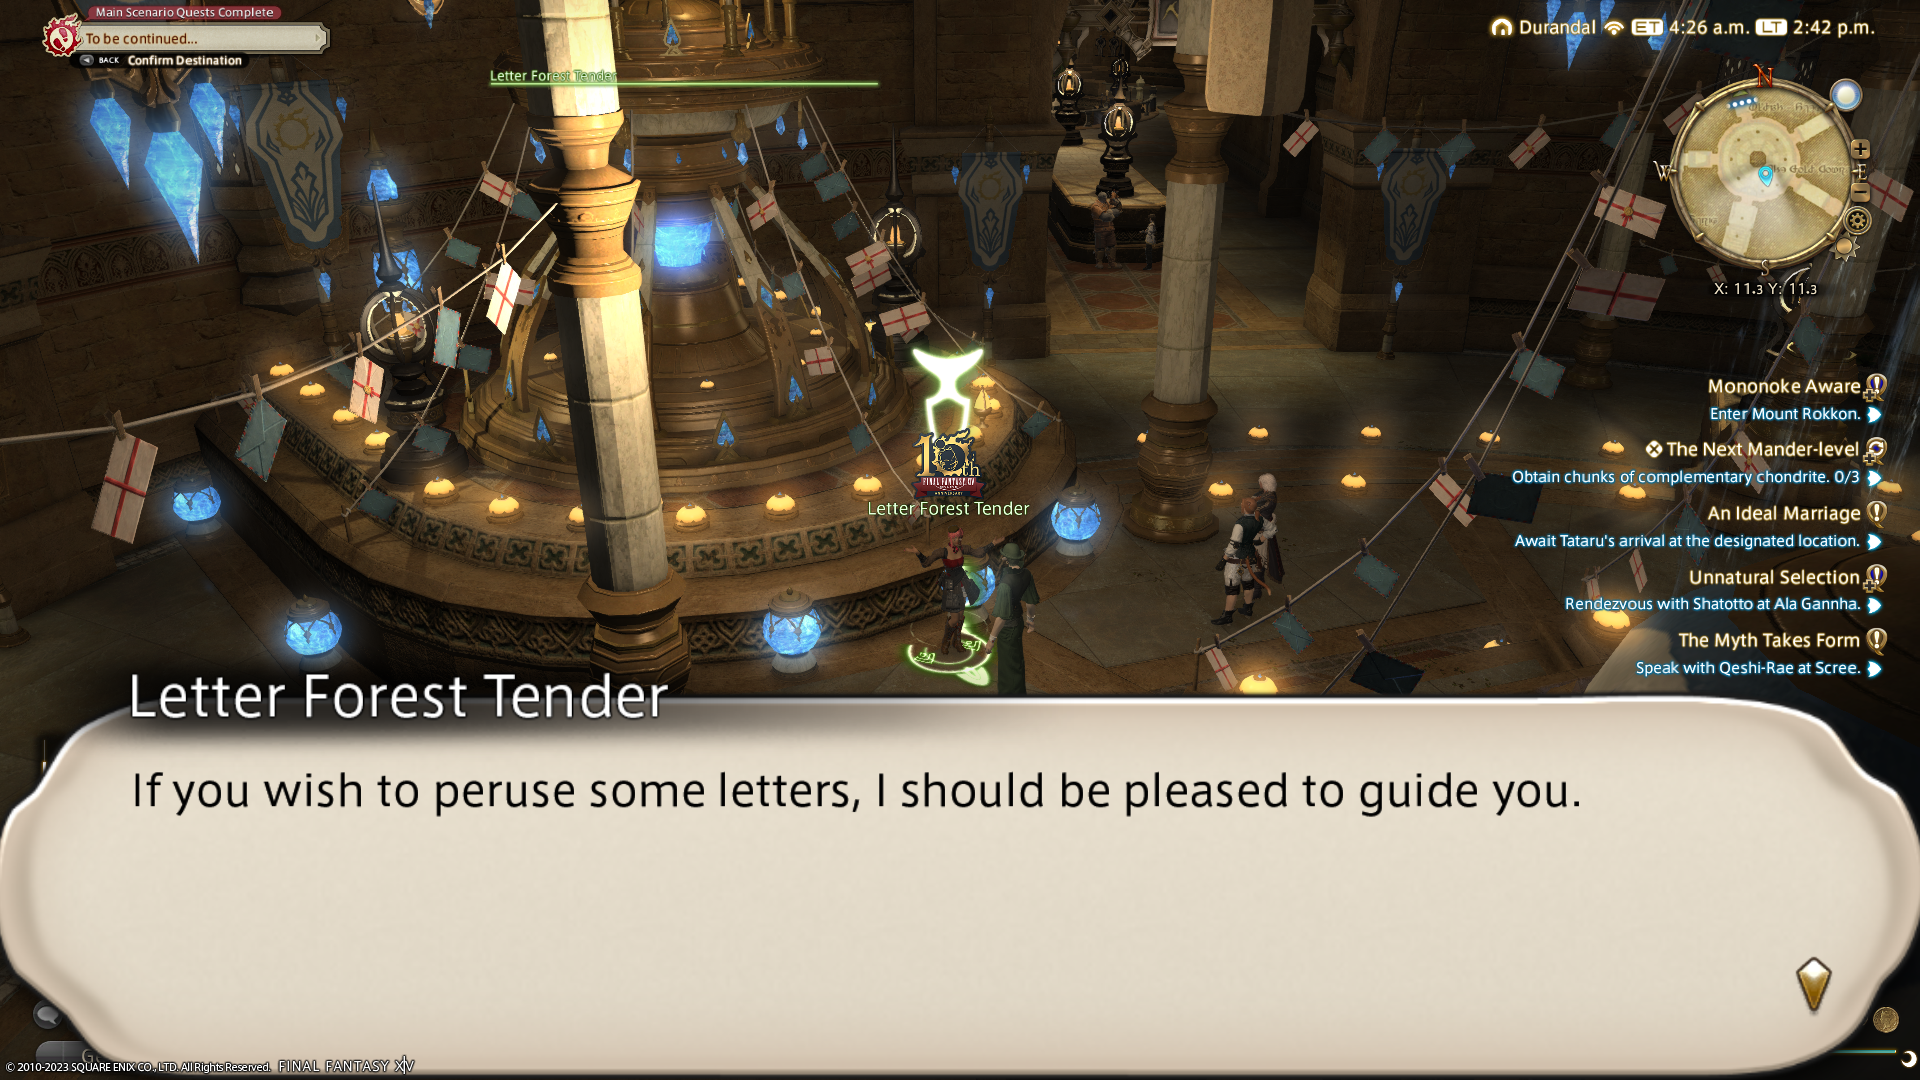 Main Scenario Quests Complete
To be continued...
BACK Confirm Destination
Letter Forest Tender
Durandal ET 4:26 a.m. LT 2:42 p.m.
N
W
E
S
X: 11.3 Y: 11.3
Mononoke Aware
Enter Mount Rokkon.
The Next Mander-level
Obtain chunks of complementary chondrite. 0/3
An Ideal Marriage
Await Tataru's arrival at the designated location.
Unnatural Selection
Rendezvous with Shatotto at Ala Gannha.
The Myth Takes Form
Speak with Qeshi-Rae at Scree.
th
FINAL FANTASY XIV
ANNIVERSARY
Letter Forest Tender
Letter Forest Tender
If you wish to peruse some letters, I should be pleased to guide you.
© 2010-2023 SQUARE ENIX CO., LTD. All Rights Reserved. FINAL FANTASY XIV